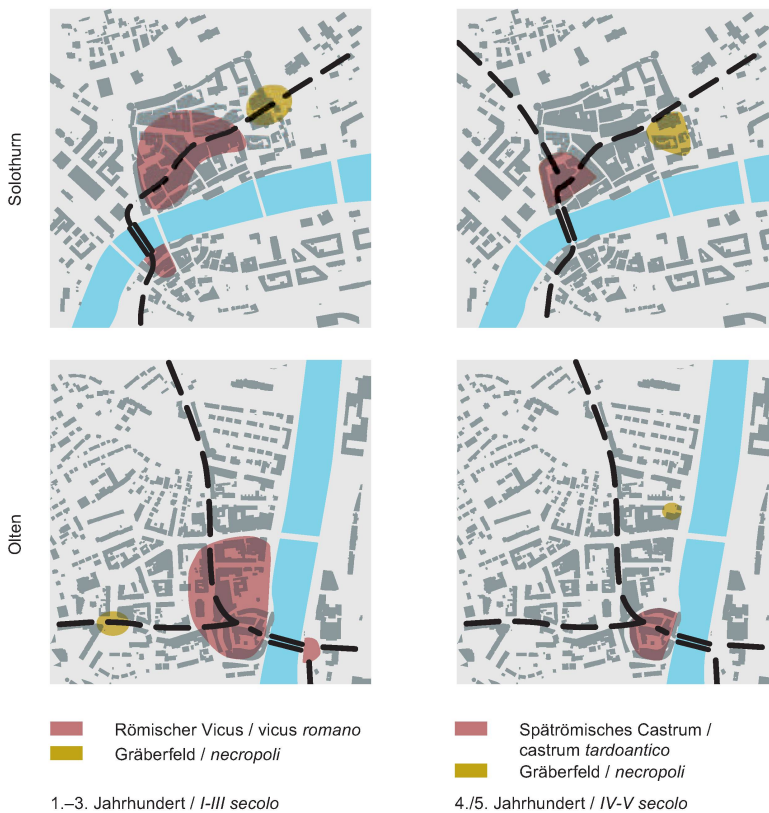 Solothurn
Olten
Römischer Vicus / vicus romano
Gräberfeld / necropoli
1.–3. Jahrhundert / I-III secolo
Spätrömisches Castrum /
castrum tardoantico
Gräberfeld / necropoli
4./5. Jahrhundert / IV-V secolo